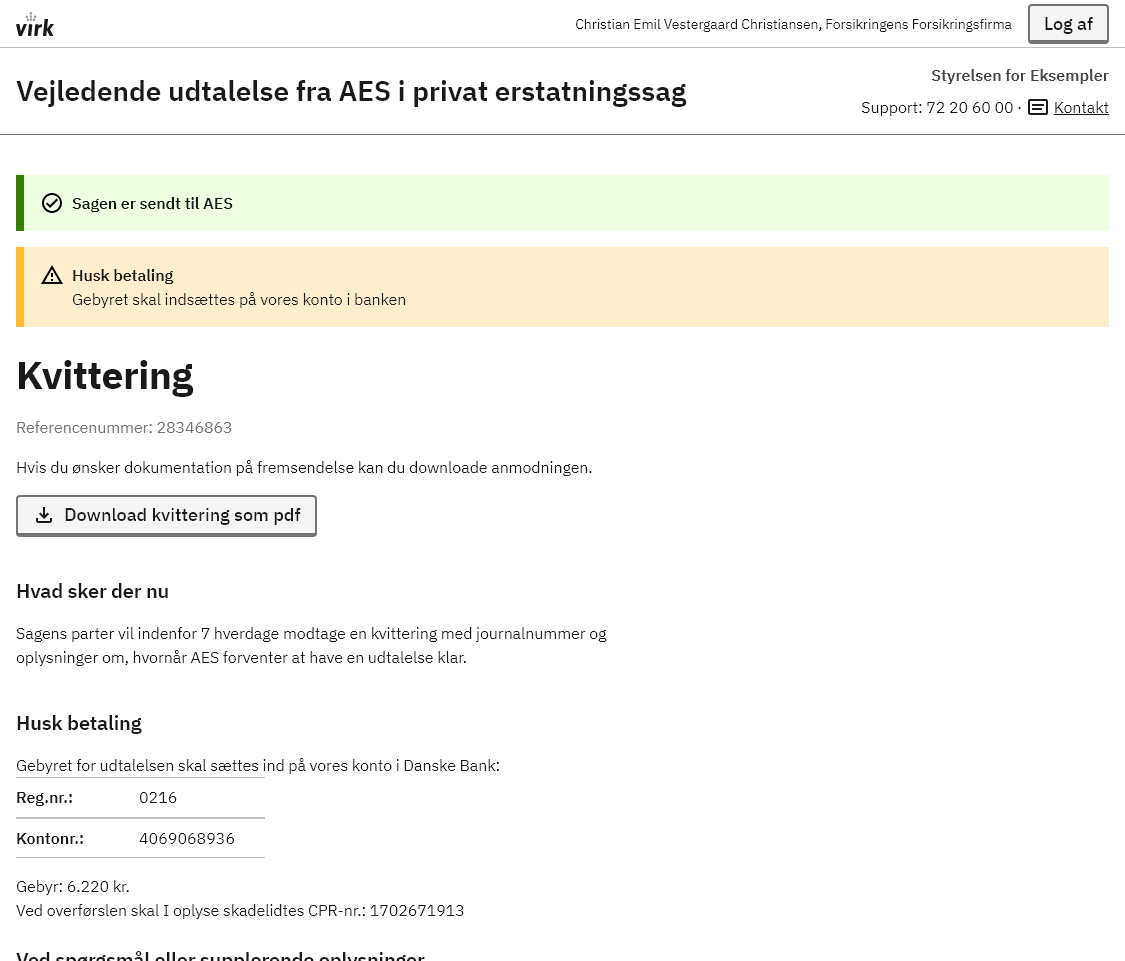 virk
Christian Emil Vestergaard Christiansen, Forsikringens Forsikringsfirma
Log af
Vejledende udtalelse fra AES i privat erstatningssag
Styrelsen for Eksempler
Support: 72 20 60 00 · Kontakt
Sagen er sendt til AES
Husk betaling
Gebyret skal indsættes på vores konto i banken
Kvittering
Referencenummer: 28346863
Hvis du ønsker dokumentation på fremsendelse kan du downloade anmodningen.
Download kvittering som pdf
Hvad sker der nu
Sagens parter vil indenfor 7 hverdage modtage en kvittering med journalnummer og
oplysninger om, hvornår AES forventer at have en udtalelse klar.
Husk betaling
Gebyret for udtalelsen skal sættes ind på vores konto i Danske Bank:
Reg.nr.: 0216
Kontonr.: 4069068936
Gebyr: 6.220 kr.
Ved overførslen skal I oplyse skadelidtes CPR-nr.: 1702671913
Ved spørgsmål eller supplerende oplysninger